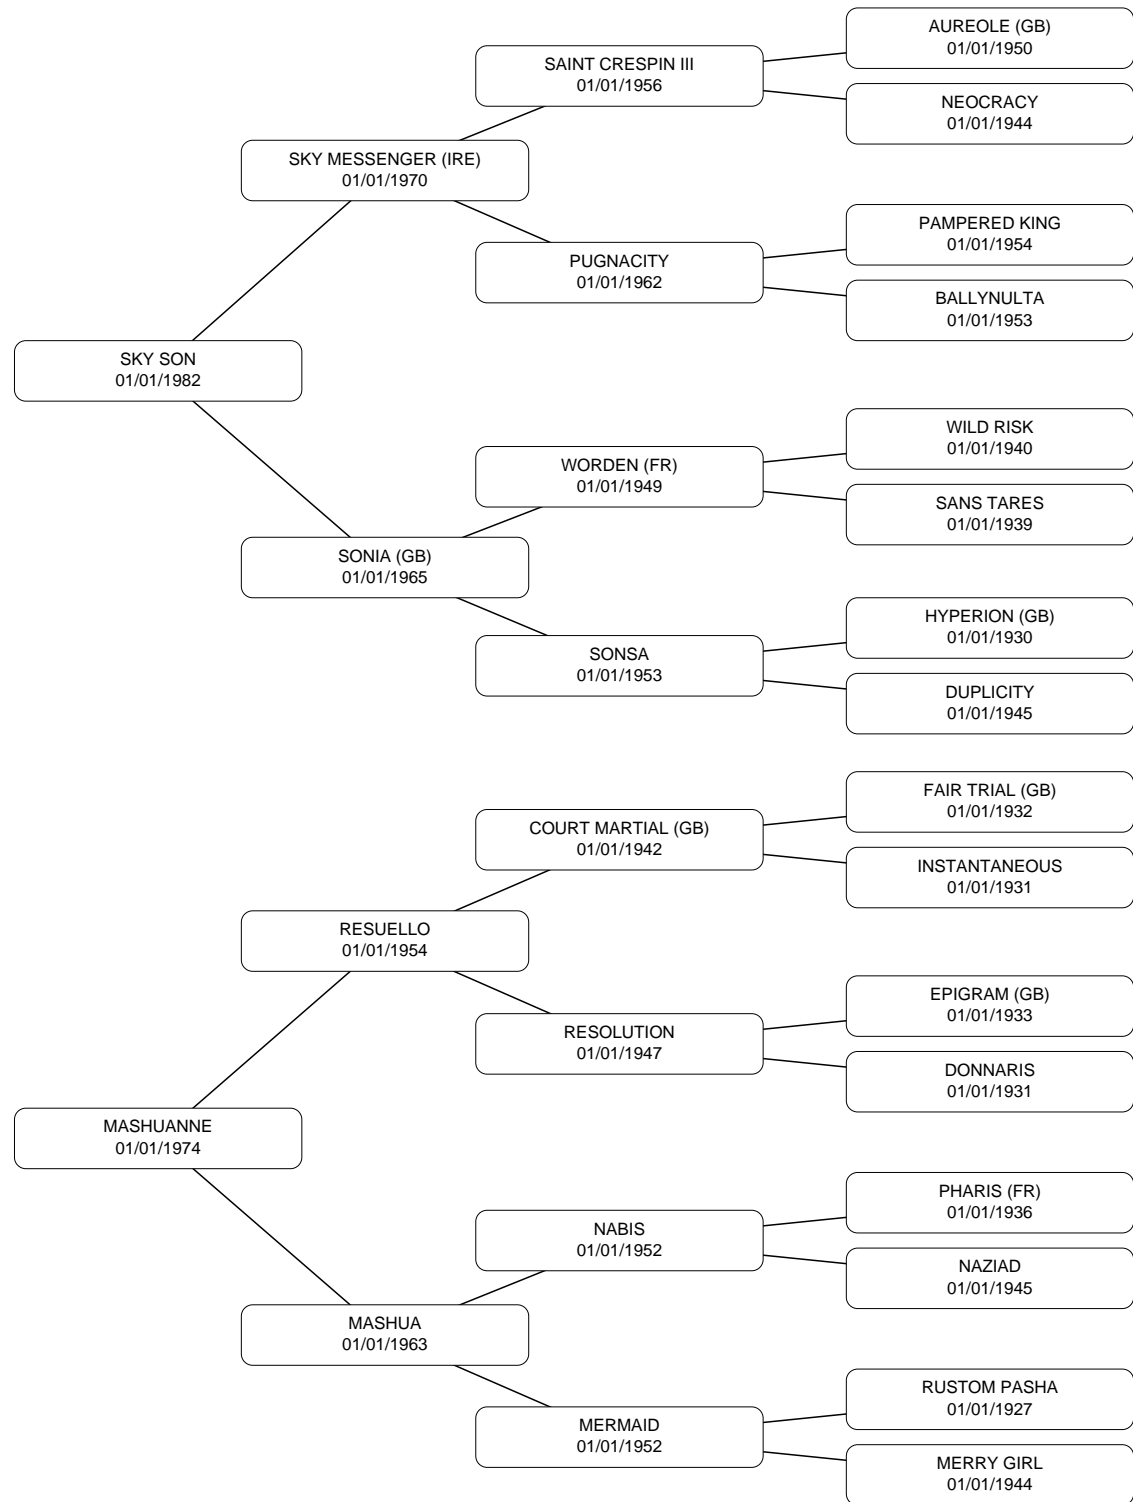 AUREOLE (GB)
01/01/1950
SAINT CRESPIN III
01/01/1956
NEOCRACY
01/01/1944
SKY MESSENGER (IRE)
01/01/1970
PAMPERED KING
01/01/1954
PUGNACITY
01/01/1962
BALLYNULTA
01/01/1953
SKY SON
01/01/1982
WILD RISK
01/01/1940
WORDEN (FR)
01/01/1949
SANS TARES
01/01/1939
SONIA (GB)
01/01/1965
HYPERION (GB)
01/01/1930
SONSA
01/01/1953
DUPLICITY
01/01/1945
FAIR TRIAL (GB)
01/01/1932
COURT MARTIAL (GB)
01/01/1942
INSTANTANEOUS
01/01/1931
RESUELLO
01/01/1954
EPIGRAM (GB)
01/01/1933
RESOLUTION
01/01/1947
DONNARIS
01/01/1931
MASHUANNE
01/01/1974
PHARIS (FR)
01/01/1936
NABIS
01/01/1952
NAZIAD
01/01/1945
MASHUA
01/01/1963
RUSTOM PASHA
01/01/1927
MERMAID
01/01/1952
MERRY GIRL
01/01/1944